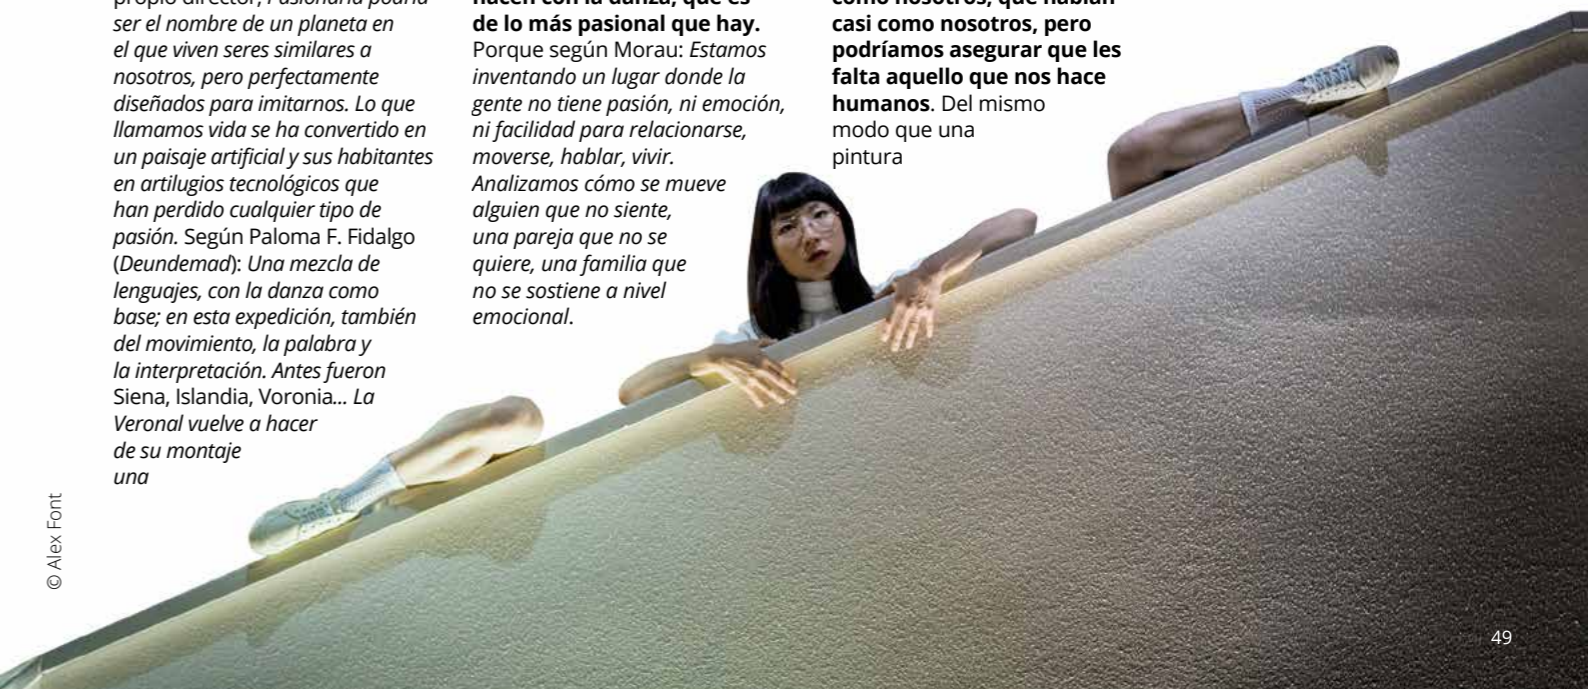 propio director, Pasionaria podría
ser el nombre de un planeta en
el que viven seres similares a
nosotros, pero perfectamente
diseñados para imitarnos. Lo que
llamamos vida se ha convertido en
un paisaje artificial y sus habitantes
en artilugios tecnológicos que
han perdido cualquier tipo de
pasión. Según Paloma F. Fidalgo
(Deundemad): Una mezcla de
lenguajes, con la danza como
base; en esta expedición, también
del movimiento, la palabra y
la interpretación. Antes fueron
Siena, Islandia, Voronia... La
Veronal vuelve a hacer
de su montaje
una
hacen con la danza, que es
de lo más pasional que hay.
Porque según Morau: Estamos
inventando un lugar donde la
gente no tiene pasión, ni emoción,
ni facilidad para relacionarse,
moverse, hablar, vivir.
Analizamos cómo se mueve
alguien que no siente,
una pareja que no se
quiere, una familia que
no se sostiene a nivel
emocional.
como nosotros, que hablan
casi como nosotros, pero
podríamos asegurar que les
falta aquello que nos hace
humanos. Del mismo
modo que una
pintura
© Alex Font
49